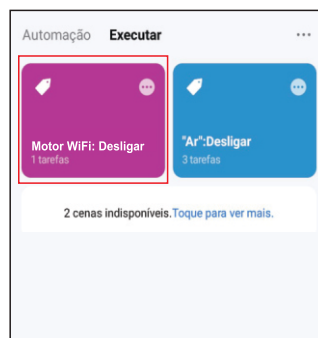 Automação Executar
Motor WiFi: Desligar
1 tarefas
"Ar":Desligar
3 tarefas
2 cenas indisponíveis.Toque para ver mais.